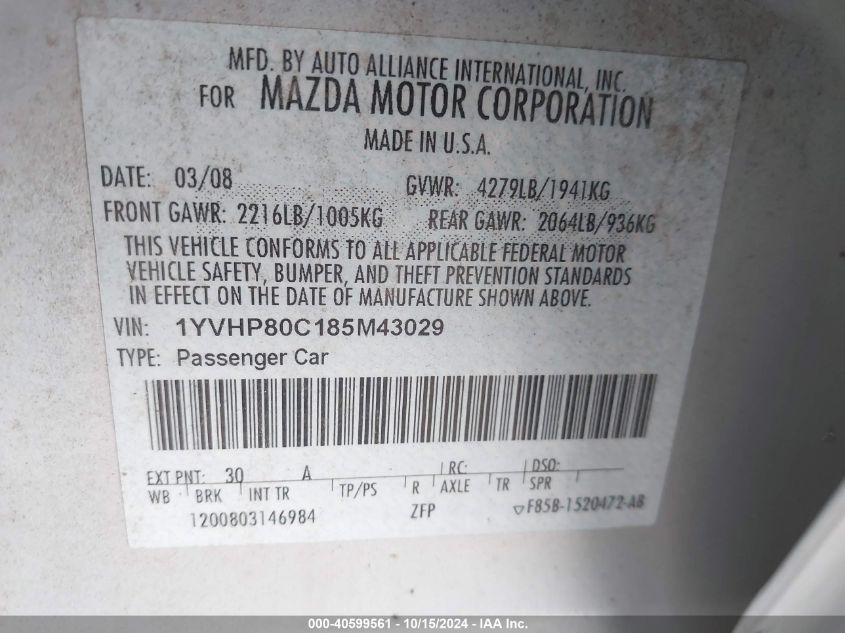 MFD. BY AUTO ALLIANCE INTERNATIONAL, INC.
FOR MAZDA MOTOR CORPORATION
MADE IN U.S.A.
DATE: 03/08 GVWR: 4279LB/1941KG
FRONT GAWR: 2216LB/1005KG REAR GAWR: 2064LB/936KG
THIS VEHICLE CONFORMS TO ALL APPLICABLE FEDERAL MOTOR
VEHICLE SAFETY, BUMPER, AND THEFT PREVENTION STANDARDS
IN EFFECT ON THE DATE OF MANUFACTURE SHOWN ABOVE.
VIN: 1YVHP80C185M43029
TYPE: Passenger Car
EXT PNT: 30 A RC: DSO:
WB BRK INT TR TP/PS R AXLE TR SPR
1200803146984 ZFP ▽F85B-1520472-AB
000-40599561 - 10/15/2024 - IAA Inc.